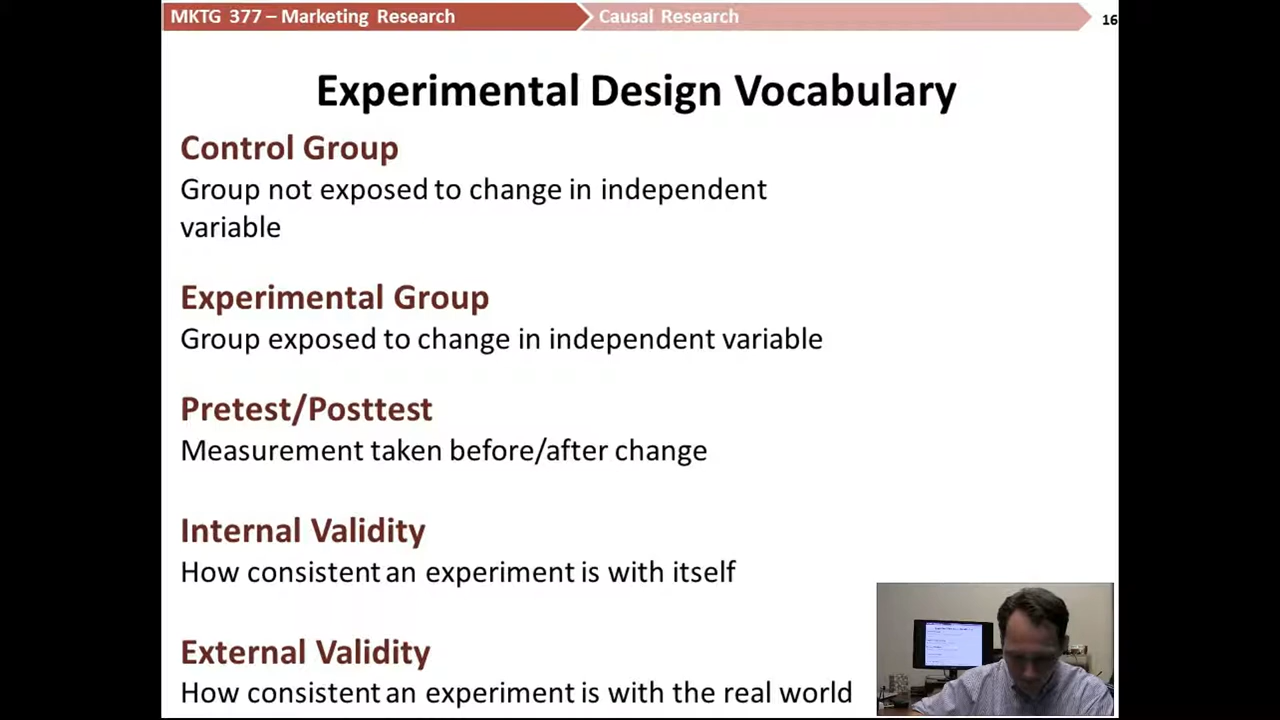 MKTG 377 – Marketing Research
Causal Research
16
Experimental Design Vocabulary
Control Group
Group not exposed to change in independent
variable
Experimental Group
Group exposed to change in independent variable
Pretest/Posttest
Measurement taken before/after change
Internal Validity
How consistent an experiment is with itself
External Validity
How consistent an experiment is with the real world